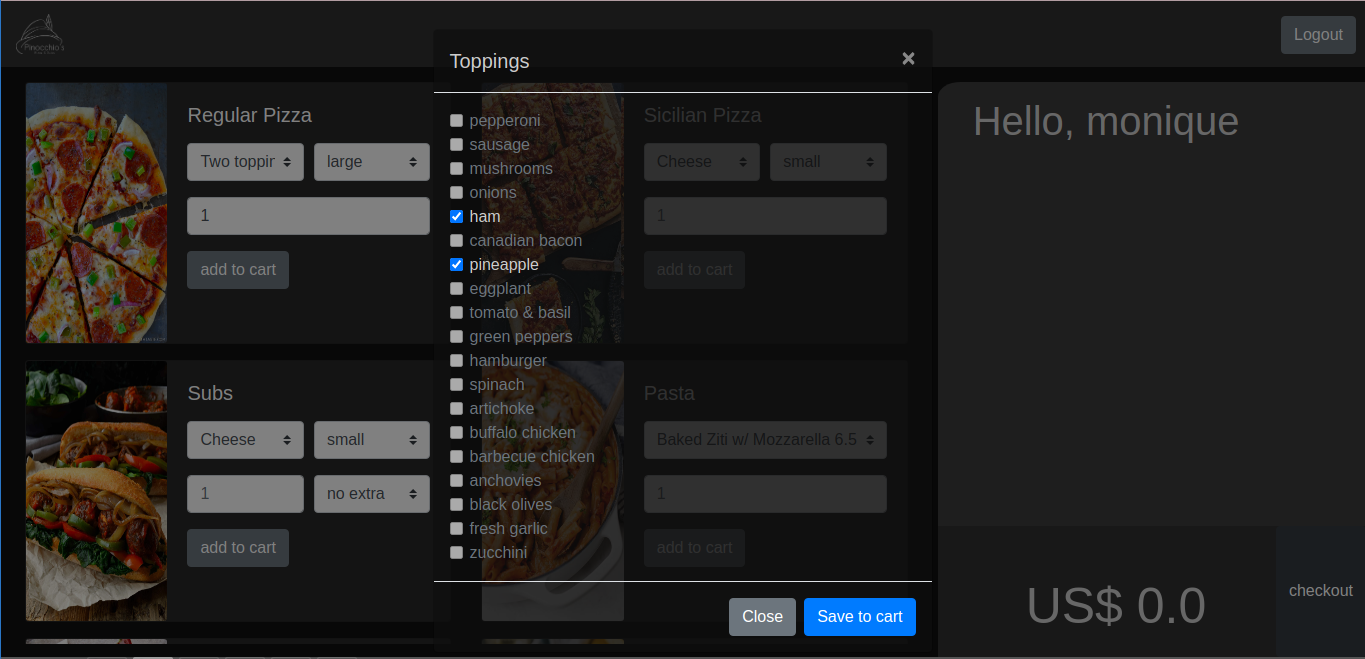 Pinocchio's
Logout
Toppings
×
pepperoni
sausage
mushrooms
onions
ham
canadian bacon
pineapple
eggplant
tomato & basil
green peppers
hamburger
spinach
artichoke
buffalo chicken
barbecue chicken
anchovies
black olives
fresh garlic
zucchini
Close Save to cart
Regular Pizza
Two toppin large
1
add to cart
Sicilian Pizza
Cheese small
1
add to cart
Subs
Cheese small
1 no extra
add to cart
Pasta
Baked Ziti w/ Mozzarella 6.5
1
add to cart
Hello, monique
US$ 0.0
checkout